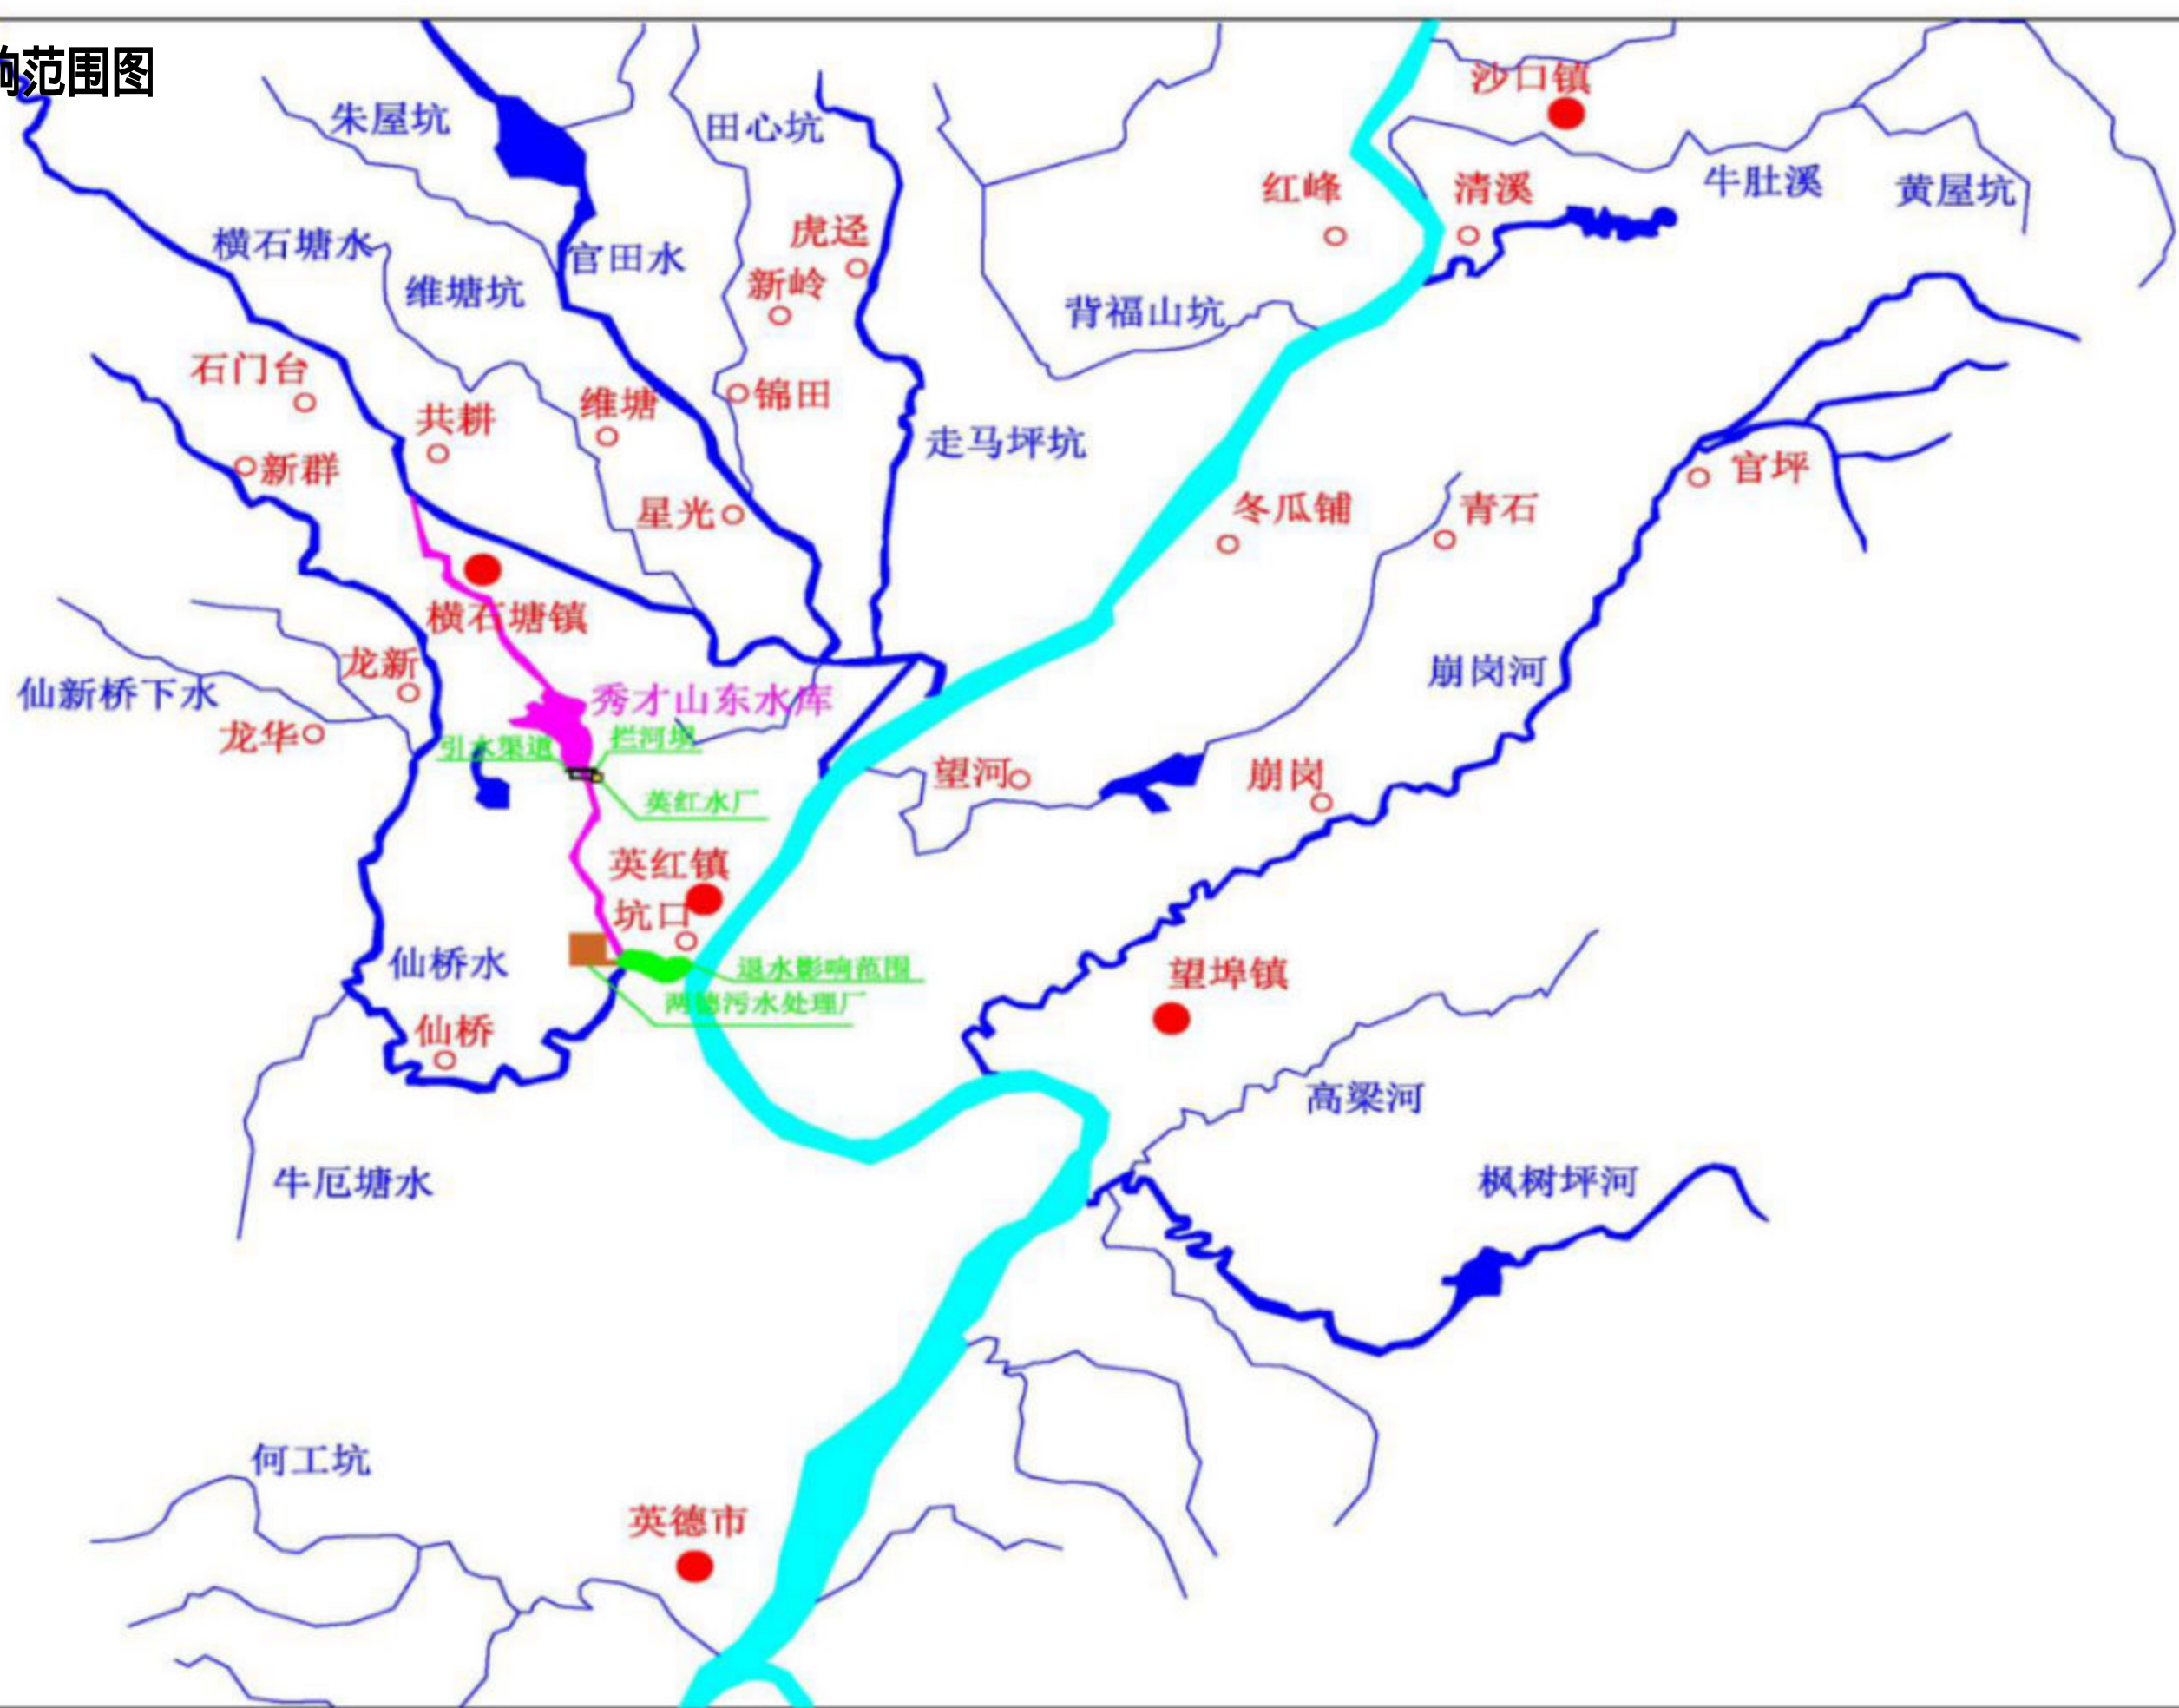 范围图
沙口镇
朱屋坑
田心坑
牛肚溪
黄屋坑
红峰
清溪
虎迳
横石塘水
官田水
新岭
维塘坑
背福山坑
石门台
锦田
共耕
维塘
走马坪坑
新群
官坪
星光
冬瓜铺
青石
横石塘镇
龙新
崩岗河
仙新桥下水
秀才山东水库
龙华
引水渠道
拦河坝
望河
崩岗
英红水厂
英红镇
坑口
仙桥水
退水影响范围
望埠镇
两德污水处理厂
仙桥
高梁河
牛厄塘水
枫树坪河
何工坑
英德市